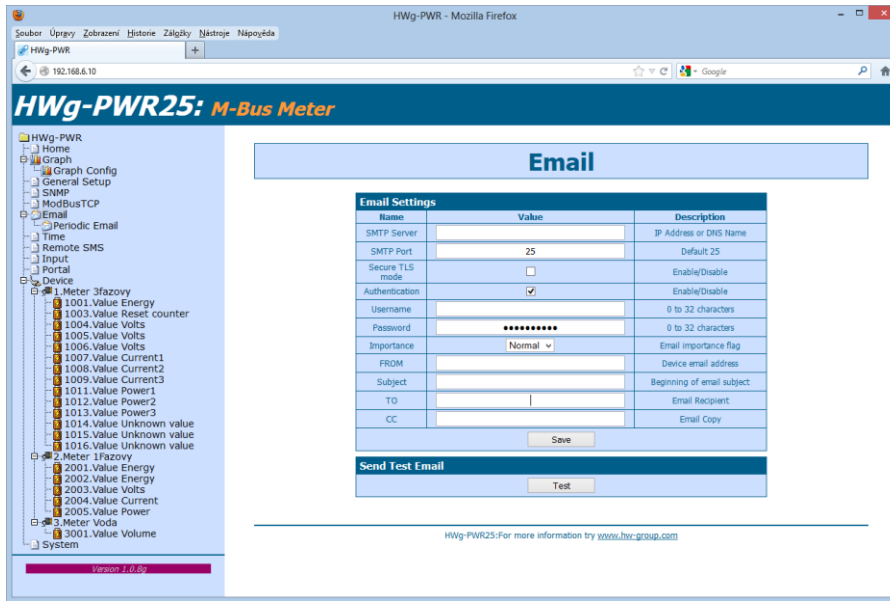 HWg-PWR - Mozilla Firefox
Soubor Úpravy Zobrazení Historie Záložky Nástroje Nápověda
HWg-PWR
192.168.6.10
Google
HWg-PWR25: M-Bus Meter
HWg-PWR
Home
Graph
Graph Config
General Setup
SNMP
ModBusTCP
Email
Periodic Email
Time
Remote SMS
Input
Portal
Device
1.Meter 3fazovy
1001.Value Energy
1003.Value Reset counter
1004.Value Volts
1005.Value Volts
1006.Value Volts
1007.Value Current1
1008.Value Current2
1009.Value Current3
1011.Value Power1
1012.Value Power2
1013.Value Power3
1014.Value Unknown value
1015.Value Unknown value
1016.Value Unknown value
2.Meter 1Fazovy
2001.Value Energy
2002.Value Energy
2003.Value Volts
2004.Value Current
2005.Value Power
3.Meter Voda
3001.Value Volume
System
Version 1.0.8g
Email
Email Settings
Name Value Description
SMTP Server IP Address or DNS Name
SMTP Port 25 Default 25
Secure TLS
mode Enable/Disable
Authentication Enable/Disable
Username 0 to 32 characters
Password ●●●●●●●●●● 0 to 32 characters
Importance Normal Email importance flag
FROM Device email address
Subject Beginning of email subject
TO Email Recipient
CC Email Copy
Save
Send Test Email
Test
HWg-PWR25:For more information try www.hw-group.com